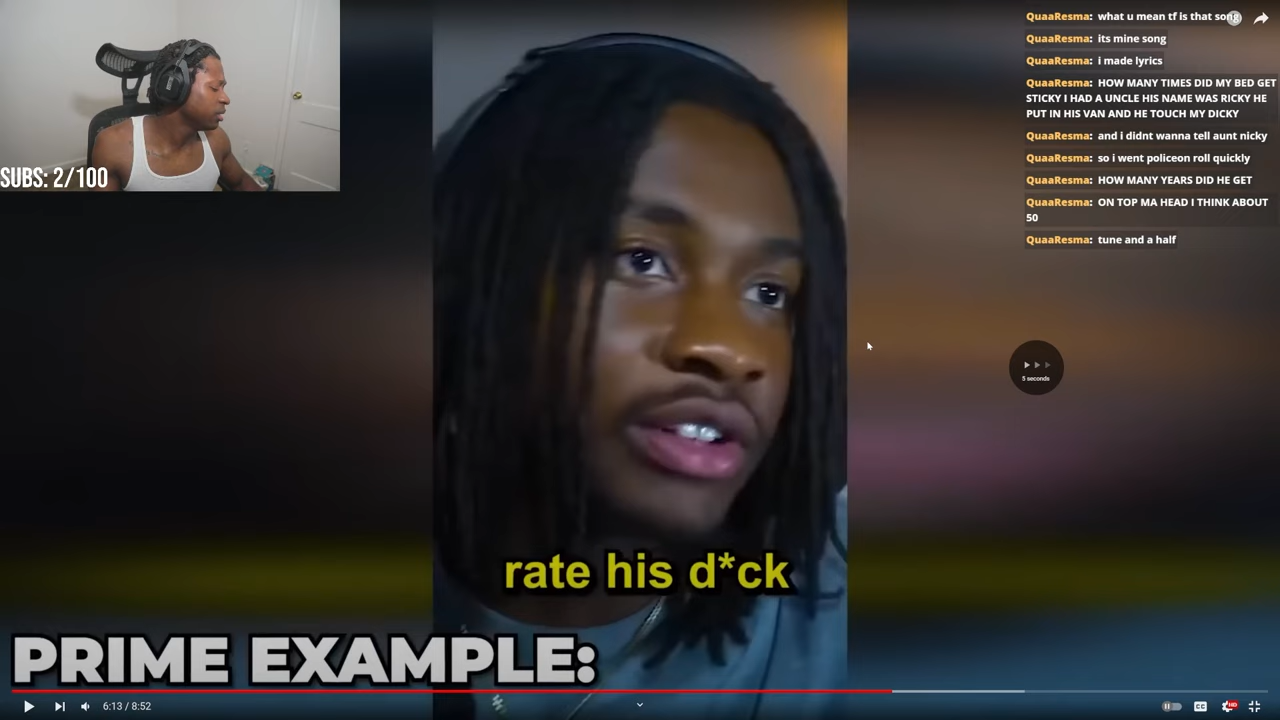 QuaaResma: what u mean tf is that song
QuaaResma: its mine song
QuaaResma: i made lyrics
QuaaResma: HOW MANY TIMES DID MY BED GET
STICKY I HAD A UNCLE HIS NAME WAS RICKY HE
PUT IN HIS VAN AND HE TOUCH MY DICKY
QuaaResma: and i didnt wanna tell aunt nicky
QuaaResma: so i went policeon roll quickly
QuaaResma: HOW MANY YEARS DID HE GET
QuaaResma: ON TOP MA HEAD I THINK ABOUT
50
QuaaResma: tune and a half
SUBS: 2/100
5 seconds
rate his d*ck
PRIME EXAMPLE:
6:13 / 8:52
CC
HD